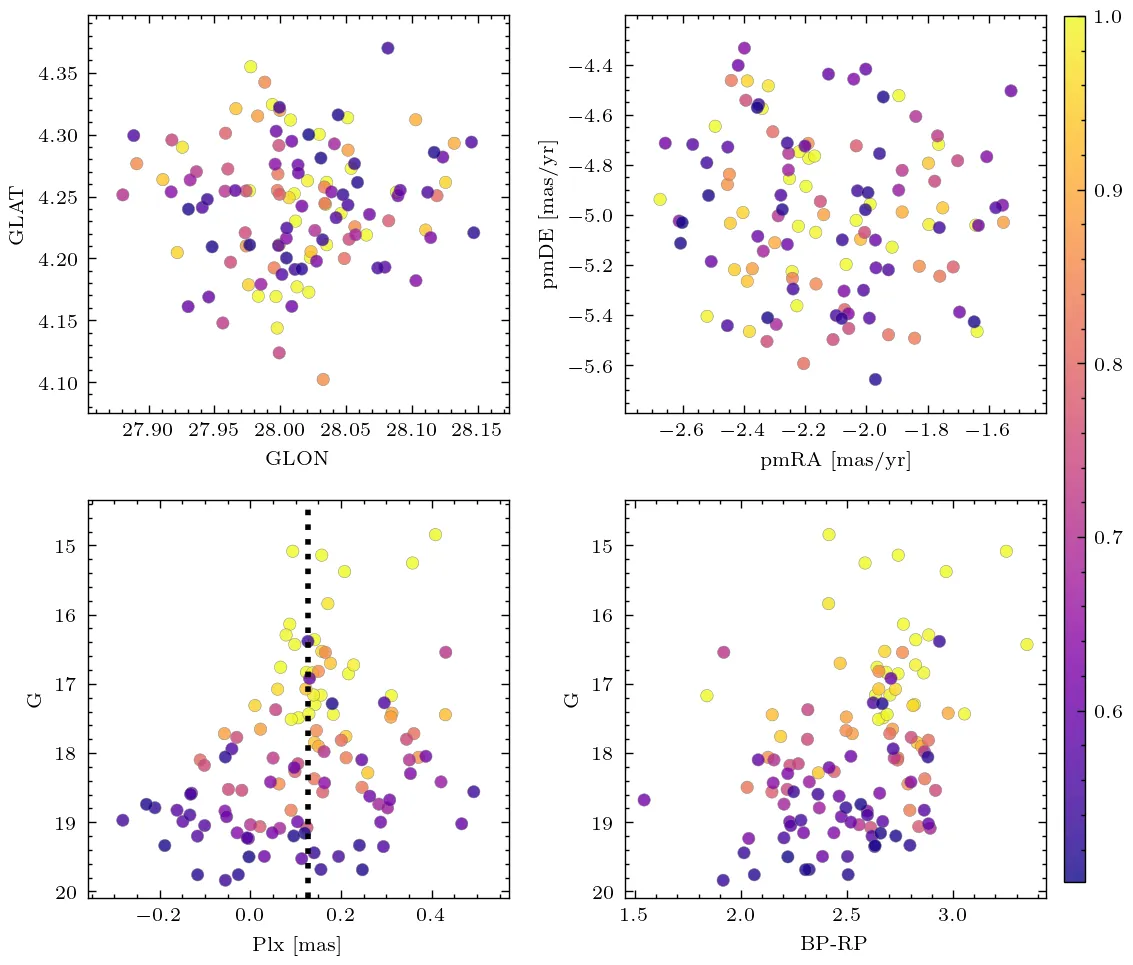 4.35
4.30
4.25
4.20
4.15
4.10
GLAT
27.90 27.95 28.00 28.05 28.10 28.15
GLON
−4.4
−4.6
−4.8
−5.0
−5.2
−5.4
−5.6
pmDE [mas/yr]
−2.6 −2.4 −2.2 −2.0 −1.8 −1.6
pmRA [mas/yr]
15
16
17
18
19
20
G
−0.2 0.0 0.2 0.4
Plx [mas]
15
16
17
18
19
20
G
1.5 2.0 2.5 3.0
BP-RP
1.0
0.9
0.8
0.7
0.6